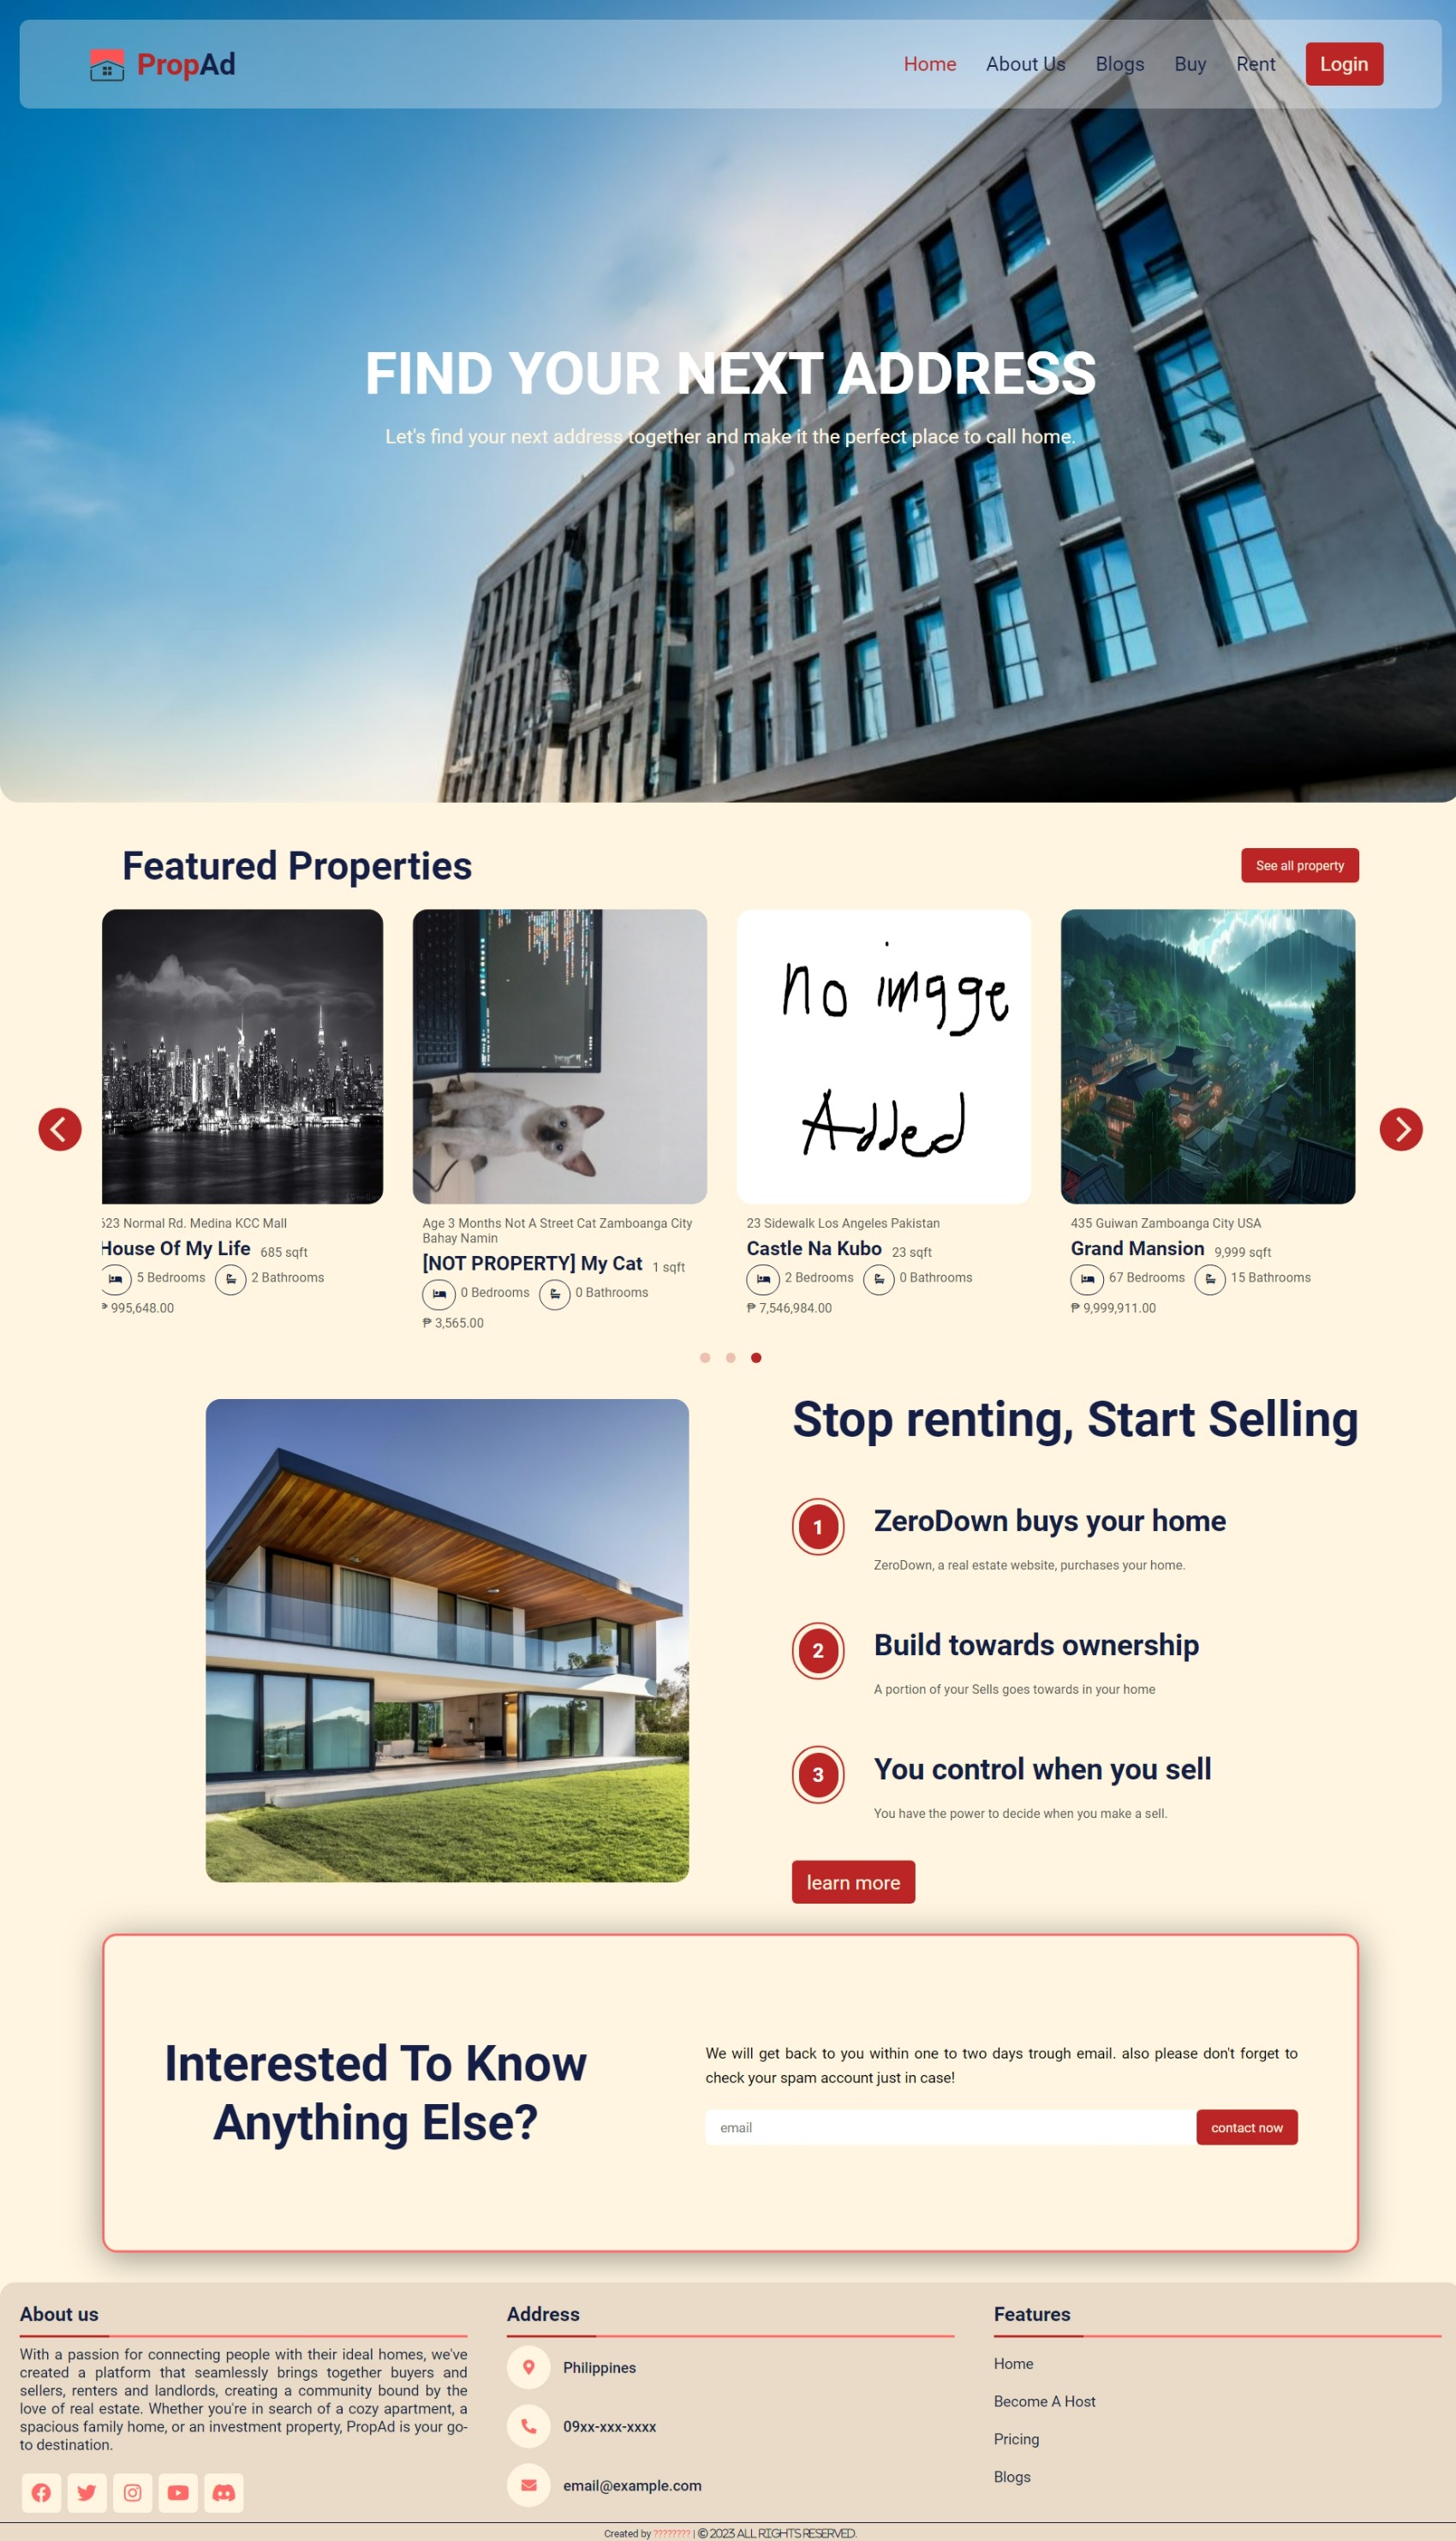 PropAd
Home
About Us
Blogs
Buy
Rent
Login
FIND YOUR NEXT ADDRESS
Let's find your next address together and make it the perfect place to call home.
Featured Properties
See all property
no imgge
Added
623 Normal Rd. Medina KCC Mall
House Of My Life 685 sqft
5 Bedrooms 2 Bathrooms
₱ 995,648.00
Age 3 Months Not A Street Cat Zamboanga City
Bahay Namin
[NOT PROPERTY] My Cat 1 sqft
0 Bedrooms 0 Bathrooms
₱ 3,565.00
23 Sidewalk Los Angeles Pakistan
Castle Na Kubo 23 sqft
2 Bedrooms 0 Bathrooms
₱ 7,546,984.00
435 Guiwan Zamboanga City USA
Grand Mansion 9,999 sqft
67 Bedrooms 15 Bathrooms
₱ 9,999,911.00
Stop renting, Start Selling
1
ZeroDown buys your home
ZeroDown, a real estate website, purchases your home.
2
Build towards ownership
A portion of your Sells goes towards in your home
3
You control when you sell
You have the power to decide when you make a sell.
learn more
Interested To Know
Anything Else?
We will get back to you within one to two days trough email. also please don't forget to
check your spam account just in case!
email
contact now
About us
With a passion for connecting people with their ideal homes, we've
created a platform that seamlessly brings together buyers and
sellers, renters and landlords, creating a community bound by the
love of real estate. Whether you're in search of a cozy apartment, a
spacious family home, or an investment property, PropAd is your go-
to destination.
Address
Philippines
09xx-xxx-xxxx
email@example.com
Features
Home
Become A Host
Pricing
Blogs
Created by ???????? | © 2023 ALL RIGHTS RESERVED.